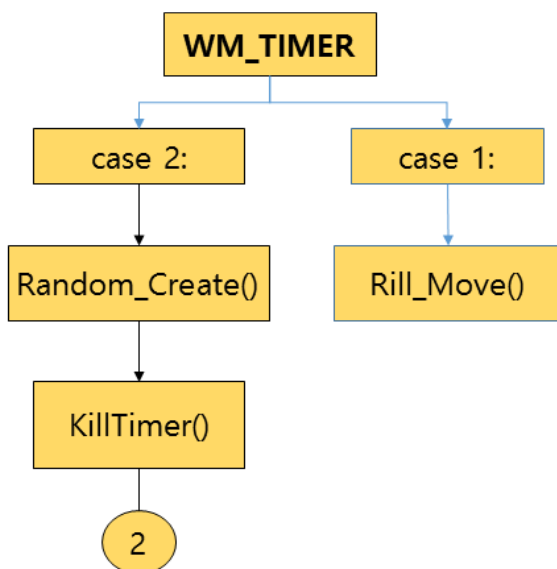 WM_TIMER
case 2:
case 1:
Random_Create()
Rill_Move()
KillTimer()
2